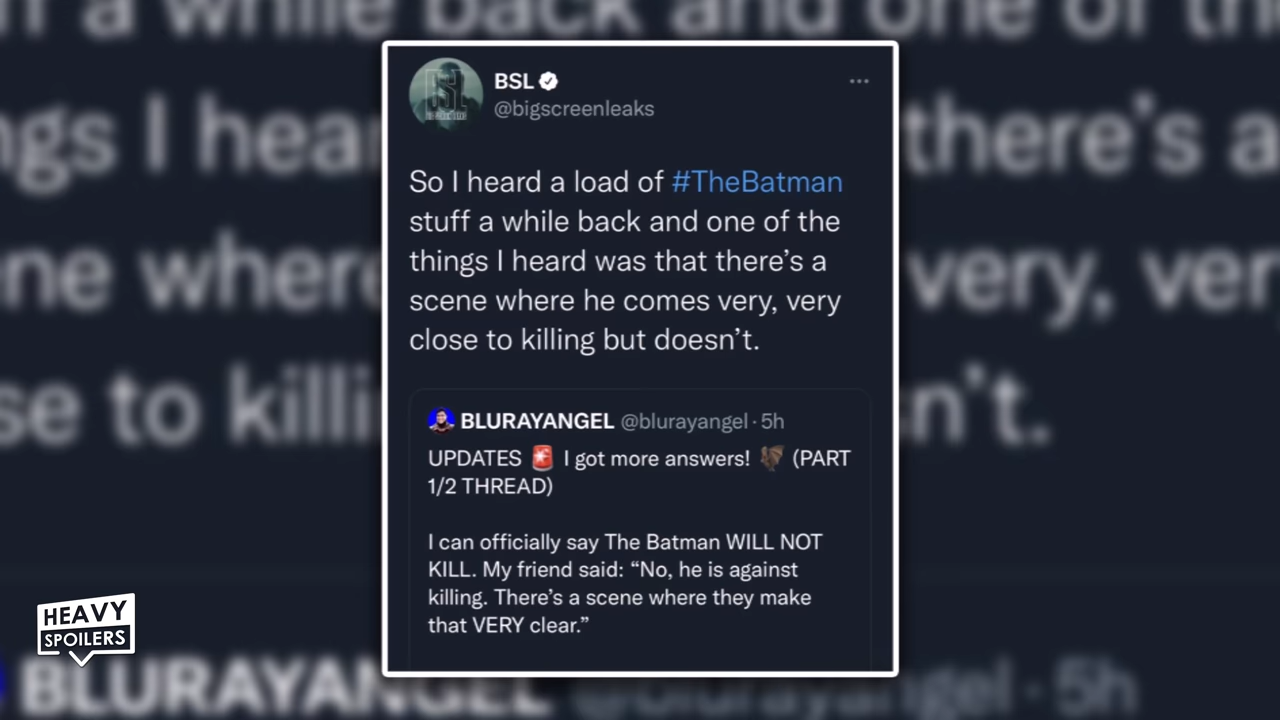 BSL
@bigscreenleaks
So I heard a load of #TheBatman
stuff a while back and one of the
things I heard was that there’s a
scene where he comes very, very
close to killing but doesn’t.
BLURAYANGEL @blurayangel · 5h
UPDATES 🚨 I got more answers! 🦇 (PART
1/2 THREAD)
I can officially say The Batman WILL NOT
KILL. My friend said: “No, he is against
killing. There’s a scene where they make
that VERY clear.”
HEAVY
SPOILERS